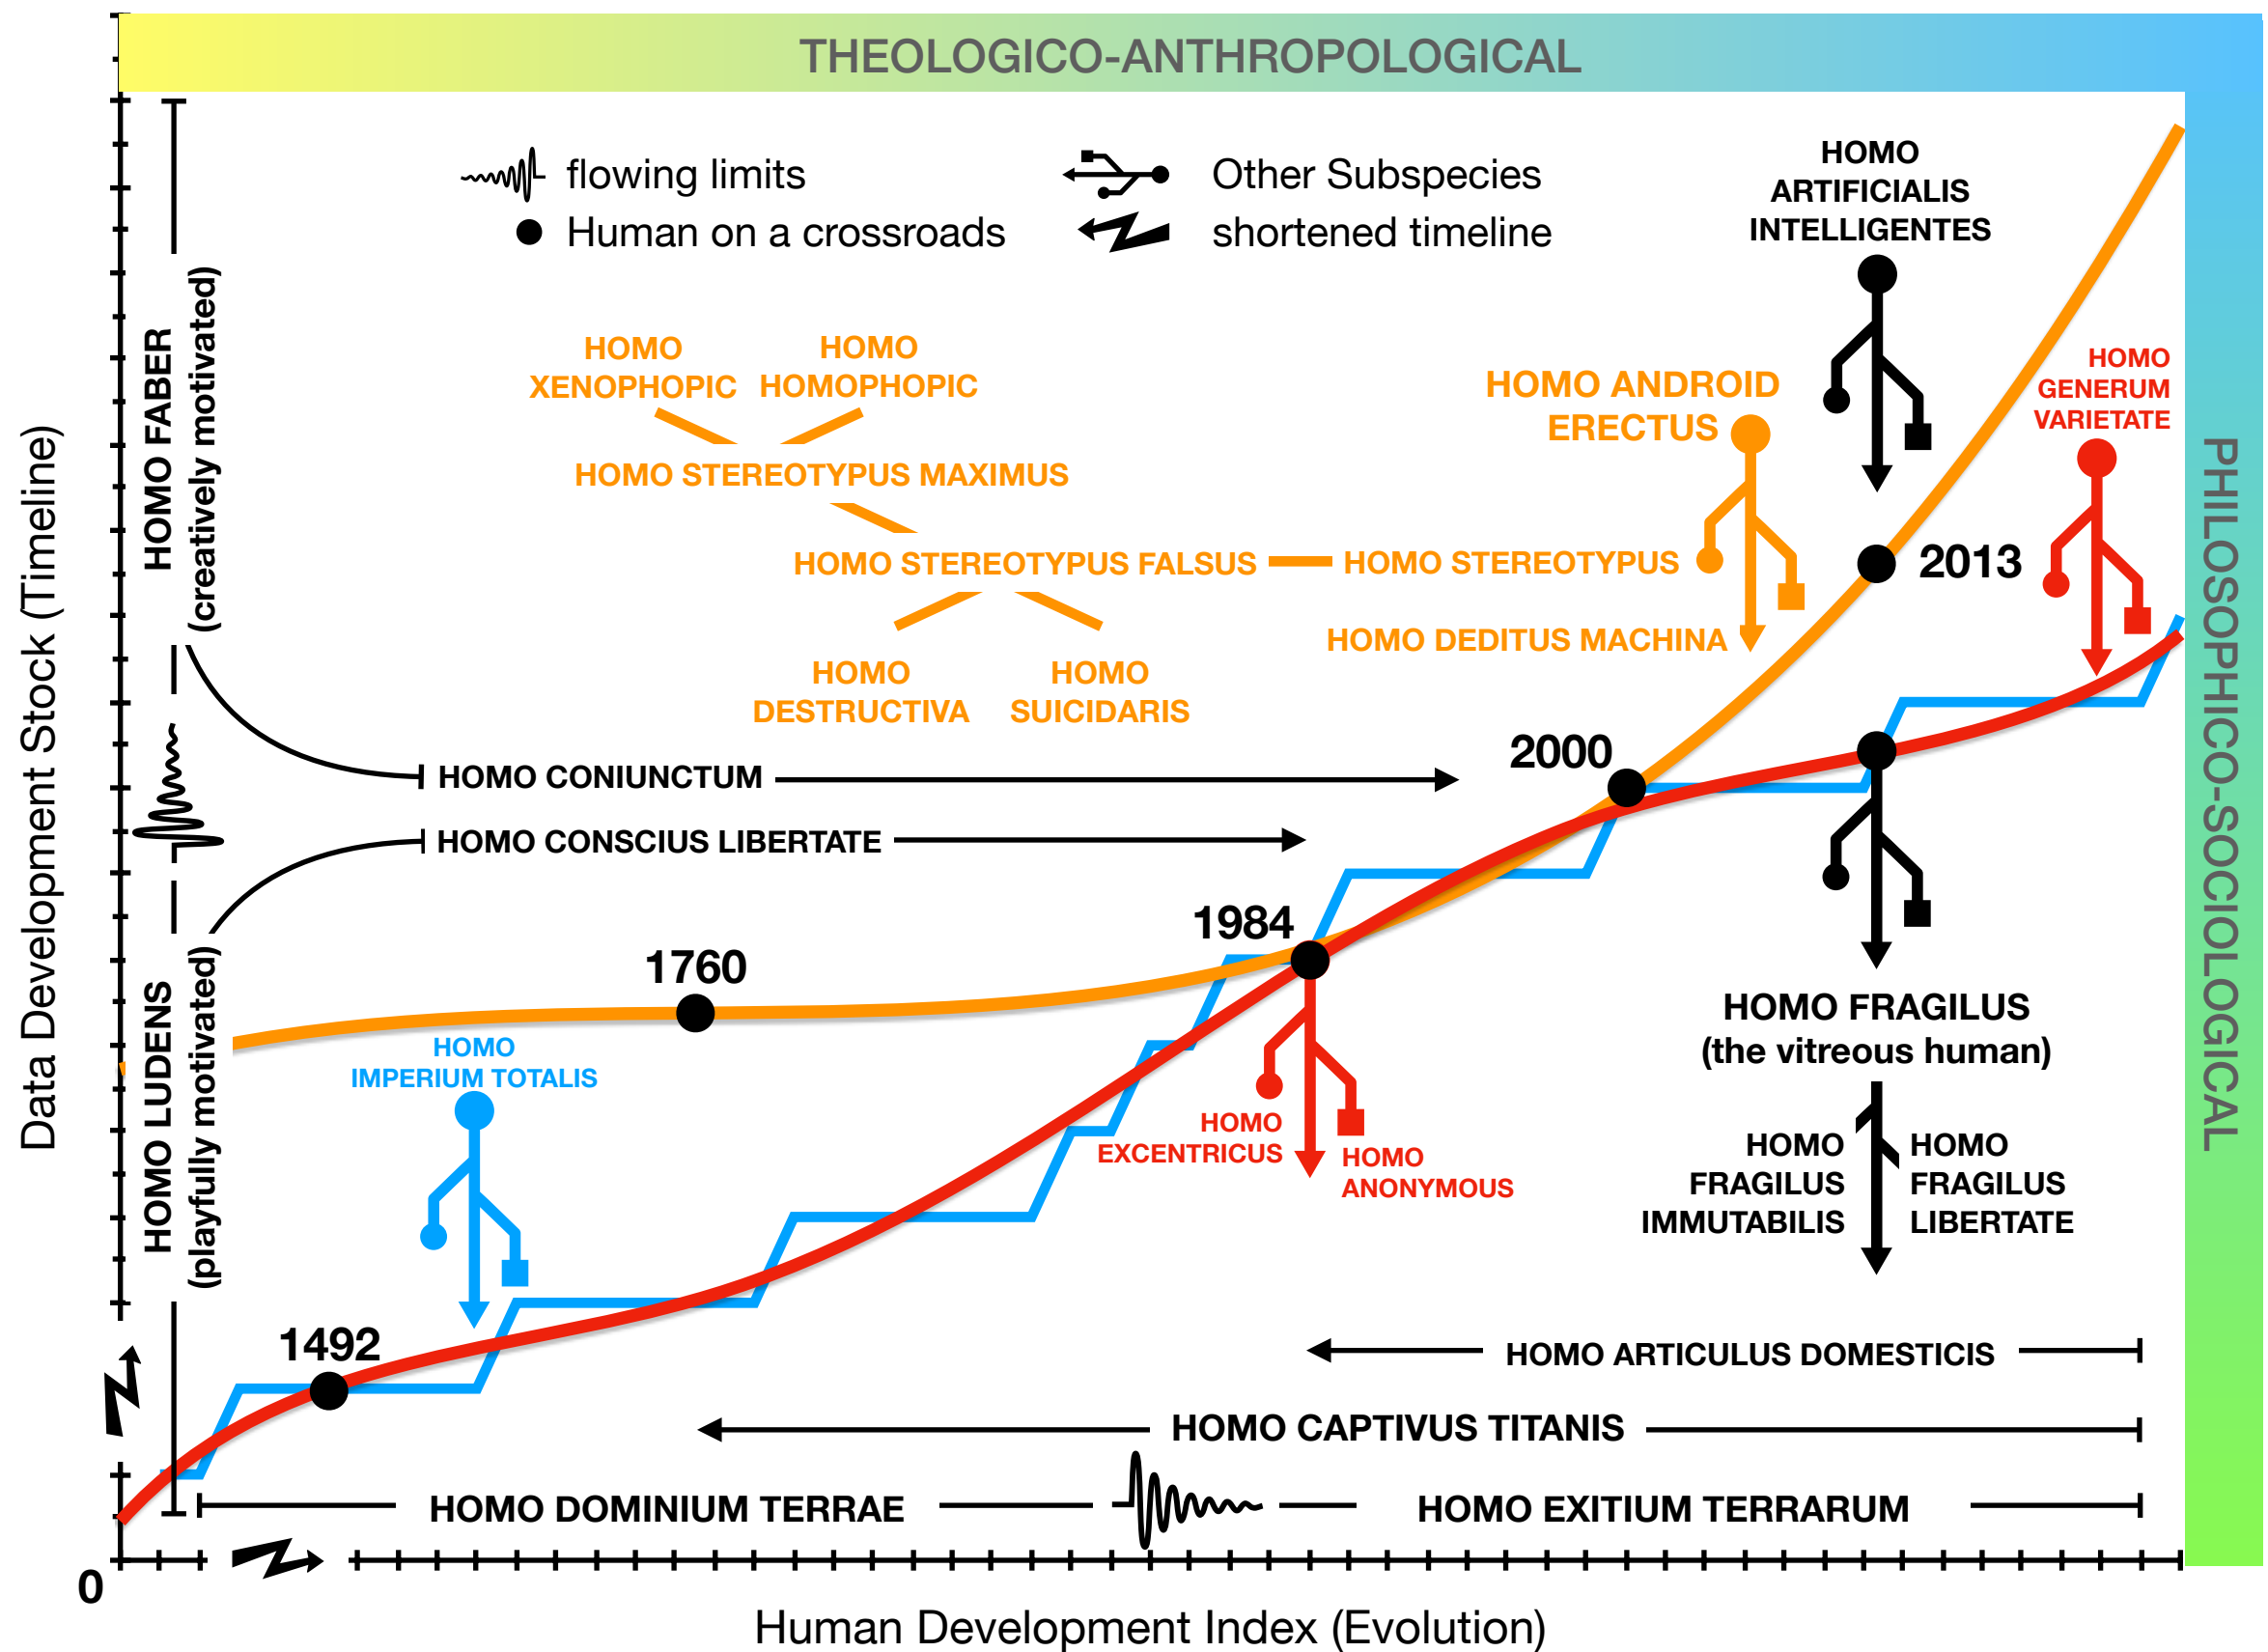 THEOLOGICO-ANTHROPOLOGICAL
flowing limits
Human on a crossroads
Other Subspecies
shortened timeline
HOMO
ARTIFICIALIS
INTELLIGENTES
HOMO
GENERUM
VARIETATE
HOMO
XENOPHOPIC
HOMO
HOMOPHOPIC
HOMO ANDROID
ERECTUS
HOMO STEREOTYPUS MAXIMUS
HOMO STEREOTYPUS FALSUS
HOMO STEREOTYPUS
2013
HOMO DEDITUS MACHINA
HOMO
DESTRUCTIVA
HOMO
SUICIDARIS
HOMO FABER
(creatively motivated)
Data Development Stock (Timeline)
PHILOSOPHICO-SOCIOLOGICAL
2000
HOMO CONIUNCTUM
HOMO CONSCIUS LIBERTATE
1984
1760
HOMO LUDENS
(playfully motivated)
HOMO
IMPERIUM TOTALIS
HOMO FRAGILUS
(the vitreous human)
HOMO
EXCENTRICUS
HOMO
ANONYMOUS
HOMO
FRAGILUS
IMMUTABILIS
HOMO
FRAGILUS
LIBERTATE
1492
HOMO ARTICULUS DOMESTICIS
HOMO CAPTIVUS TITANIS
HOMO DOMINIUM TERRAE
HOMO EXITIUM TERRARUM
0
Human Development Index (Evolution)